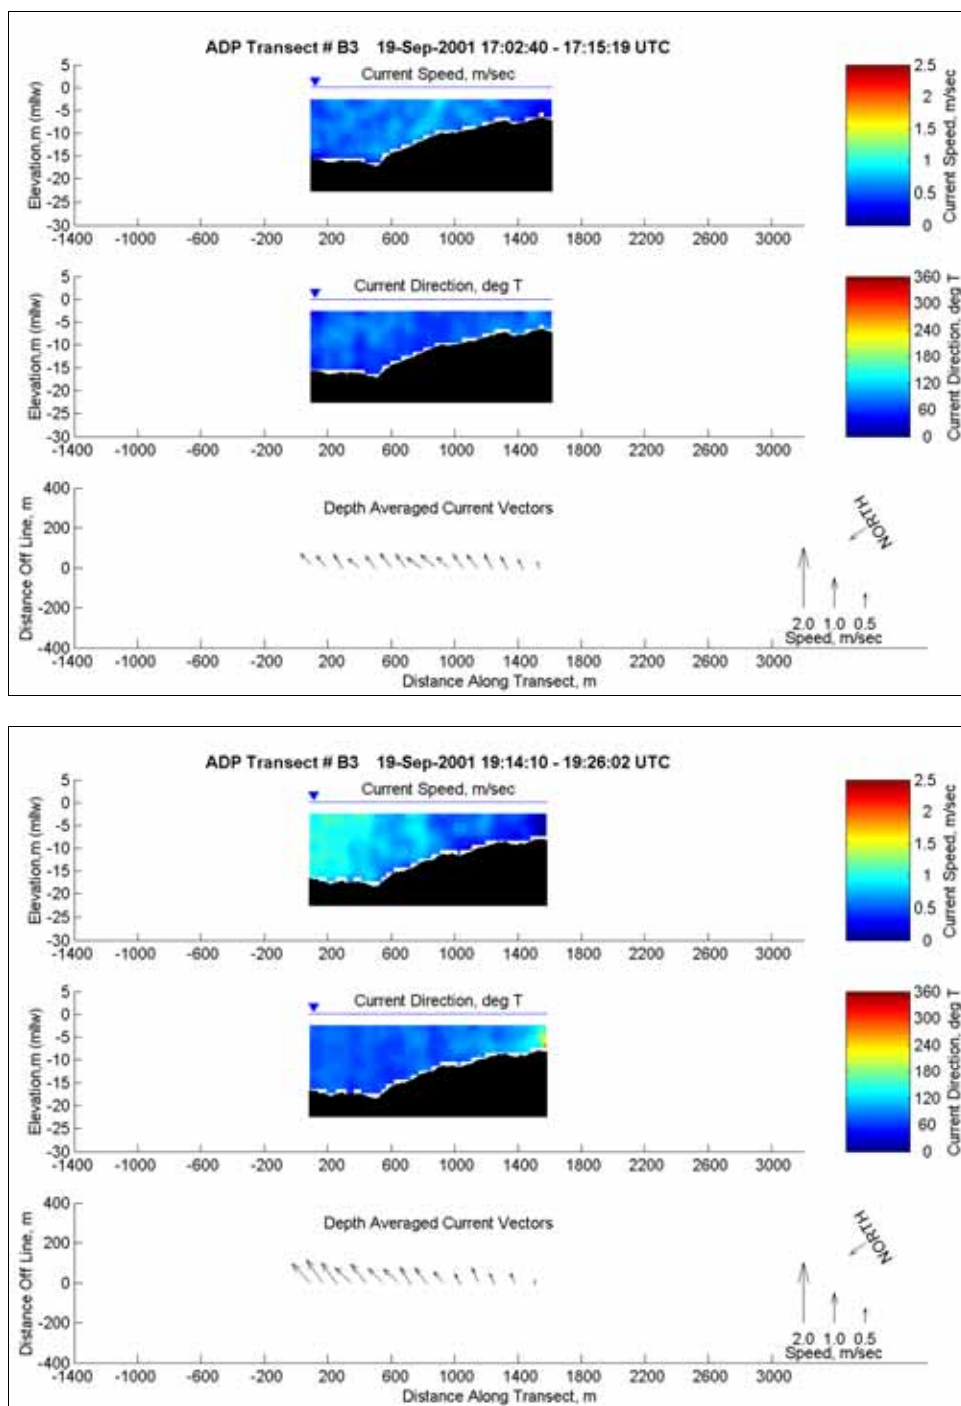 ADP Transect # B3 19-Sep-2001 17:02:40 - 17:15:19 UTC
Current Speed, m/sec
Elevation,m (mllw)
5
0
-5
-10
-15
-20
-25
-30
-1400 -1000 -600 -200 200 600 1000 1400 1800 2200 2600 3000
2.5
2
1.5
1
0.5
0
Current Speed, m/sec
Current Direction, deg T
Elevation,m (mllw)
5
0
-5
-10
-15
-20
-25
-30
-1400 -1000 -600 -200 200 600 1000 1400 1800 2200 2600 3000
360
300
240
180
120
60
0
Current Direction, deg T
Depth Averaged Current Vectors
Distance Off Line, m
400
200
0
-200
-400
-1400 -1000 -600 -200 200 600 1000 1400 1800 2200 2600 3000
Distance Along Transect, m
NORTH
2.0 1.0 0.5
Speed, m/sec
ADP Transect # B3 19-Sep-2001 19:14:10 - 19:26:02 UTC
Current Speed, m/sec
Elevation,m (mllw)
5
0
-5
-10
-15
-20
-25
-30
-1400 -1000 -600 -200 200 600 1000 1400 1800 2200 2600 3000
2.5
2
1.5
1
0.5
0
Current Speed, m/sec
Current Direction, deg T
Elevation,m (mllw)
5
0
-5
-10
-15
-20
-25
-30
-1400 -1000 -600 -200 200 600 1000 1400 1800 2200 2600 3000
360
300
240
180
120
60
0
Current Direction, deg T
Depth Averaged Current Vectors
Distance Off Line, m
400
200
0
-200
-400
-1400 -1000 -600 -200 200 600 1000 1400 1800 2200 2600 3000
Distance Along Transect, m
NORTH
2.0 1.0 0.5
Speed, m/sec